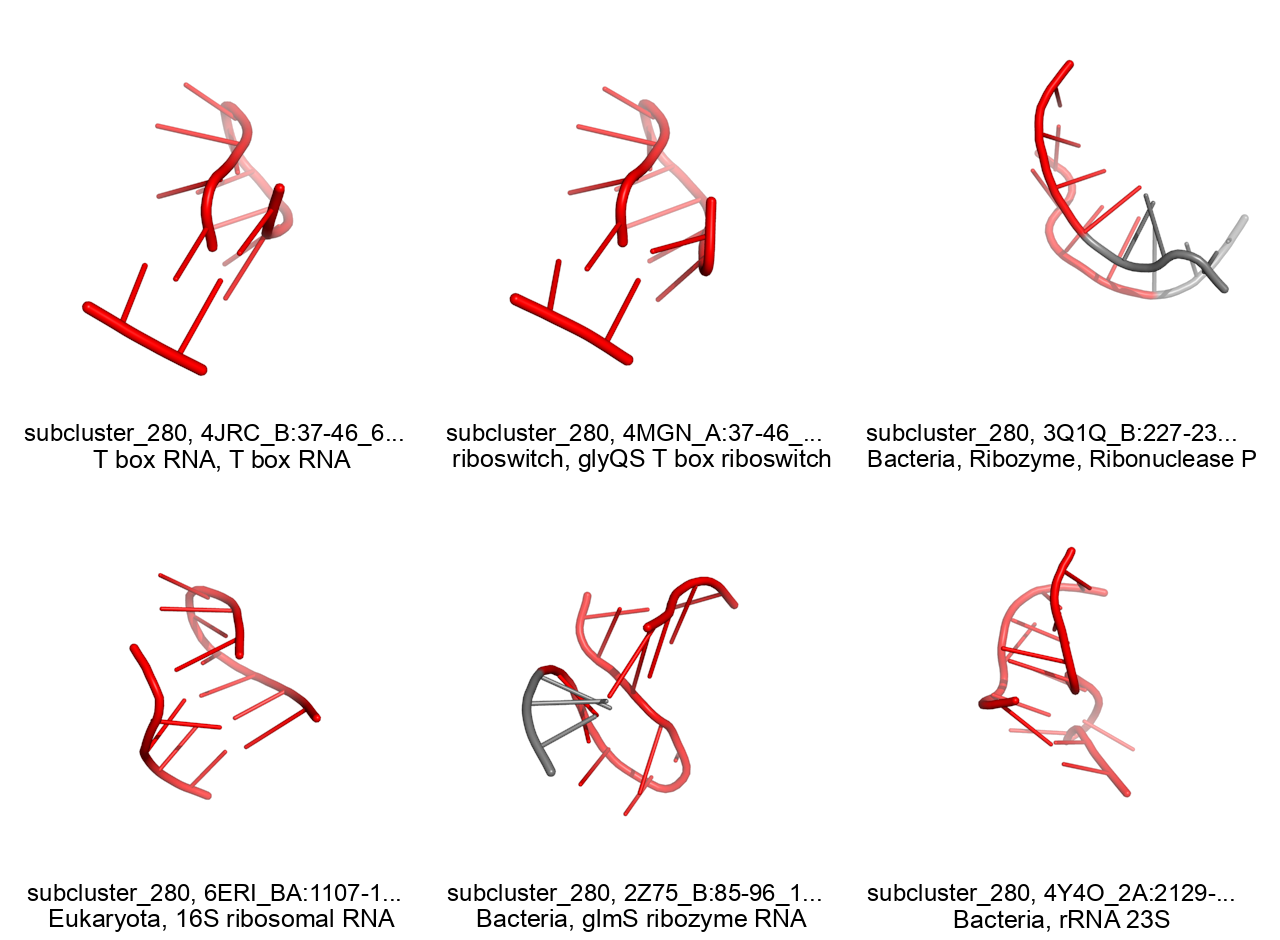 subcluster_280, 4JRC_B:37-46_6...
T box RNA, T box RNA
subcluster_280, 4MGN_A:37-46_...
riboswitch, glyQS T box riboswitch
subcluster_280, 3Q1Q_B:227-23...
Bacteria, Ribozyme, Ribonuclease P
subcluster_280, 6ERI_BA:1107-1...
Eukaryota, 16S ribosomal RNA
subcluster_280, 2Z75_B:85-96_1...
Bacteria, glmS ribozyme RNA
subcluster_280, 4Y4O_2A:2129-...
Bacteria, rRNA 23S